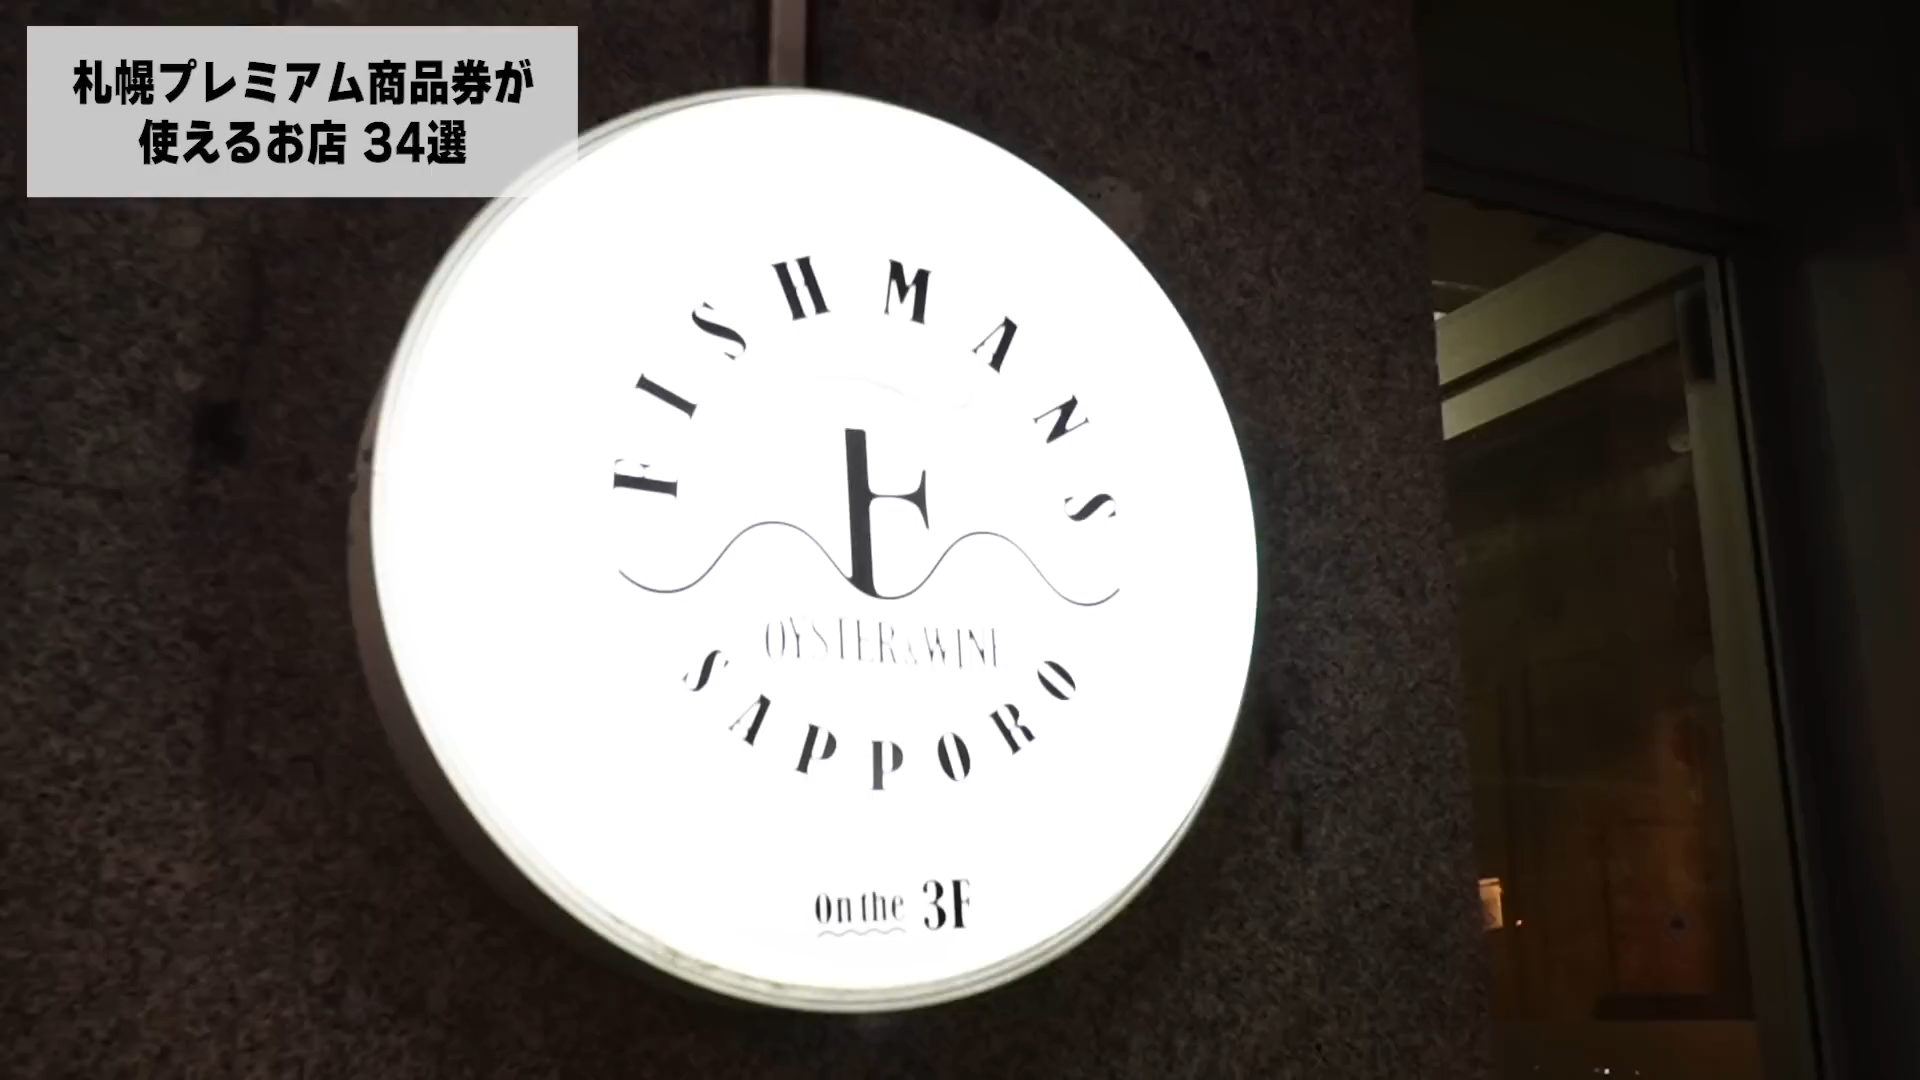 札幌プレミアム商品券が
使えるお店 34選
FISHMANS
F
OYSTER&WINE
SAPPORO
On the 3F